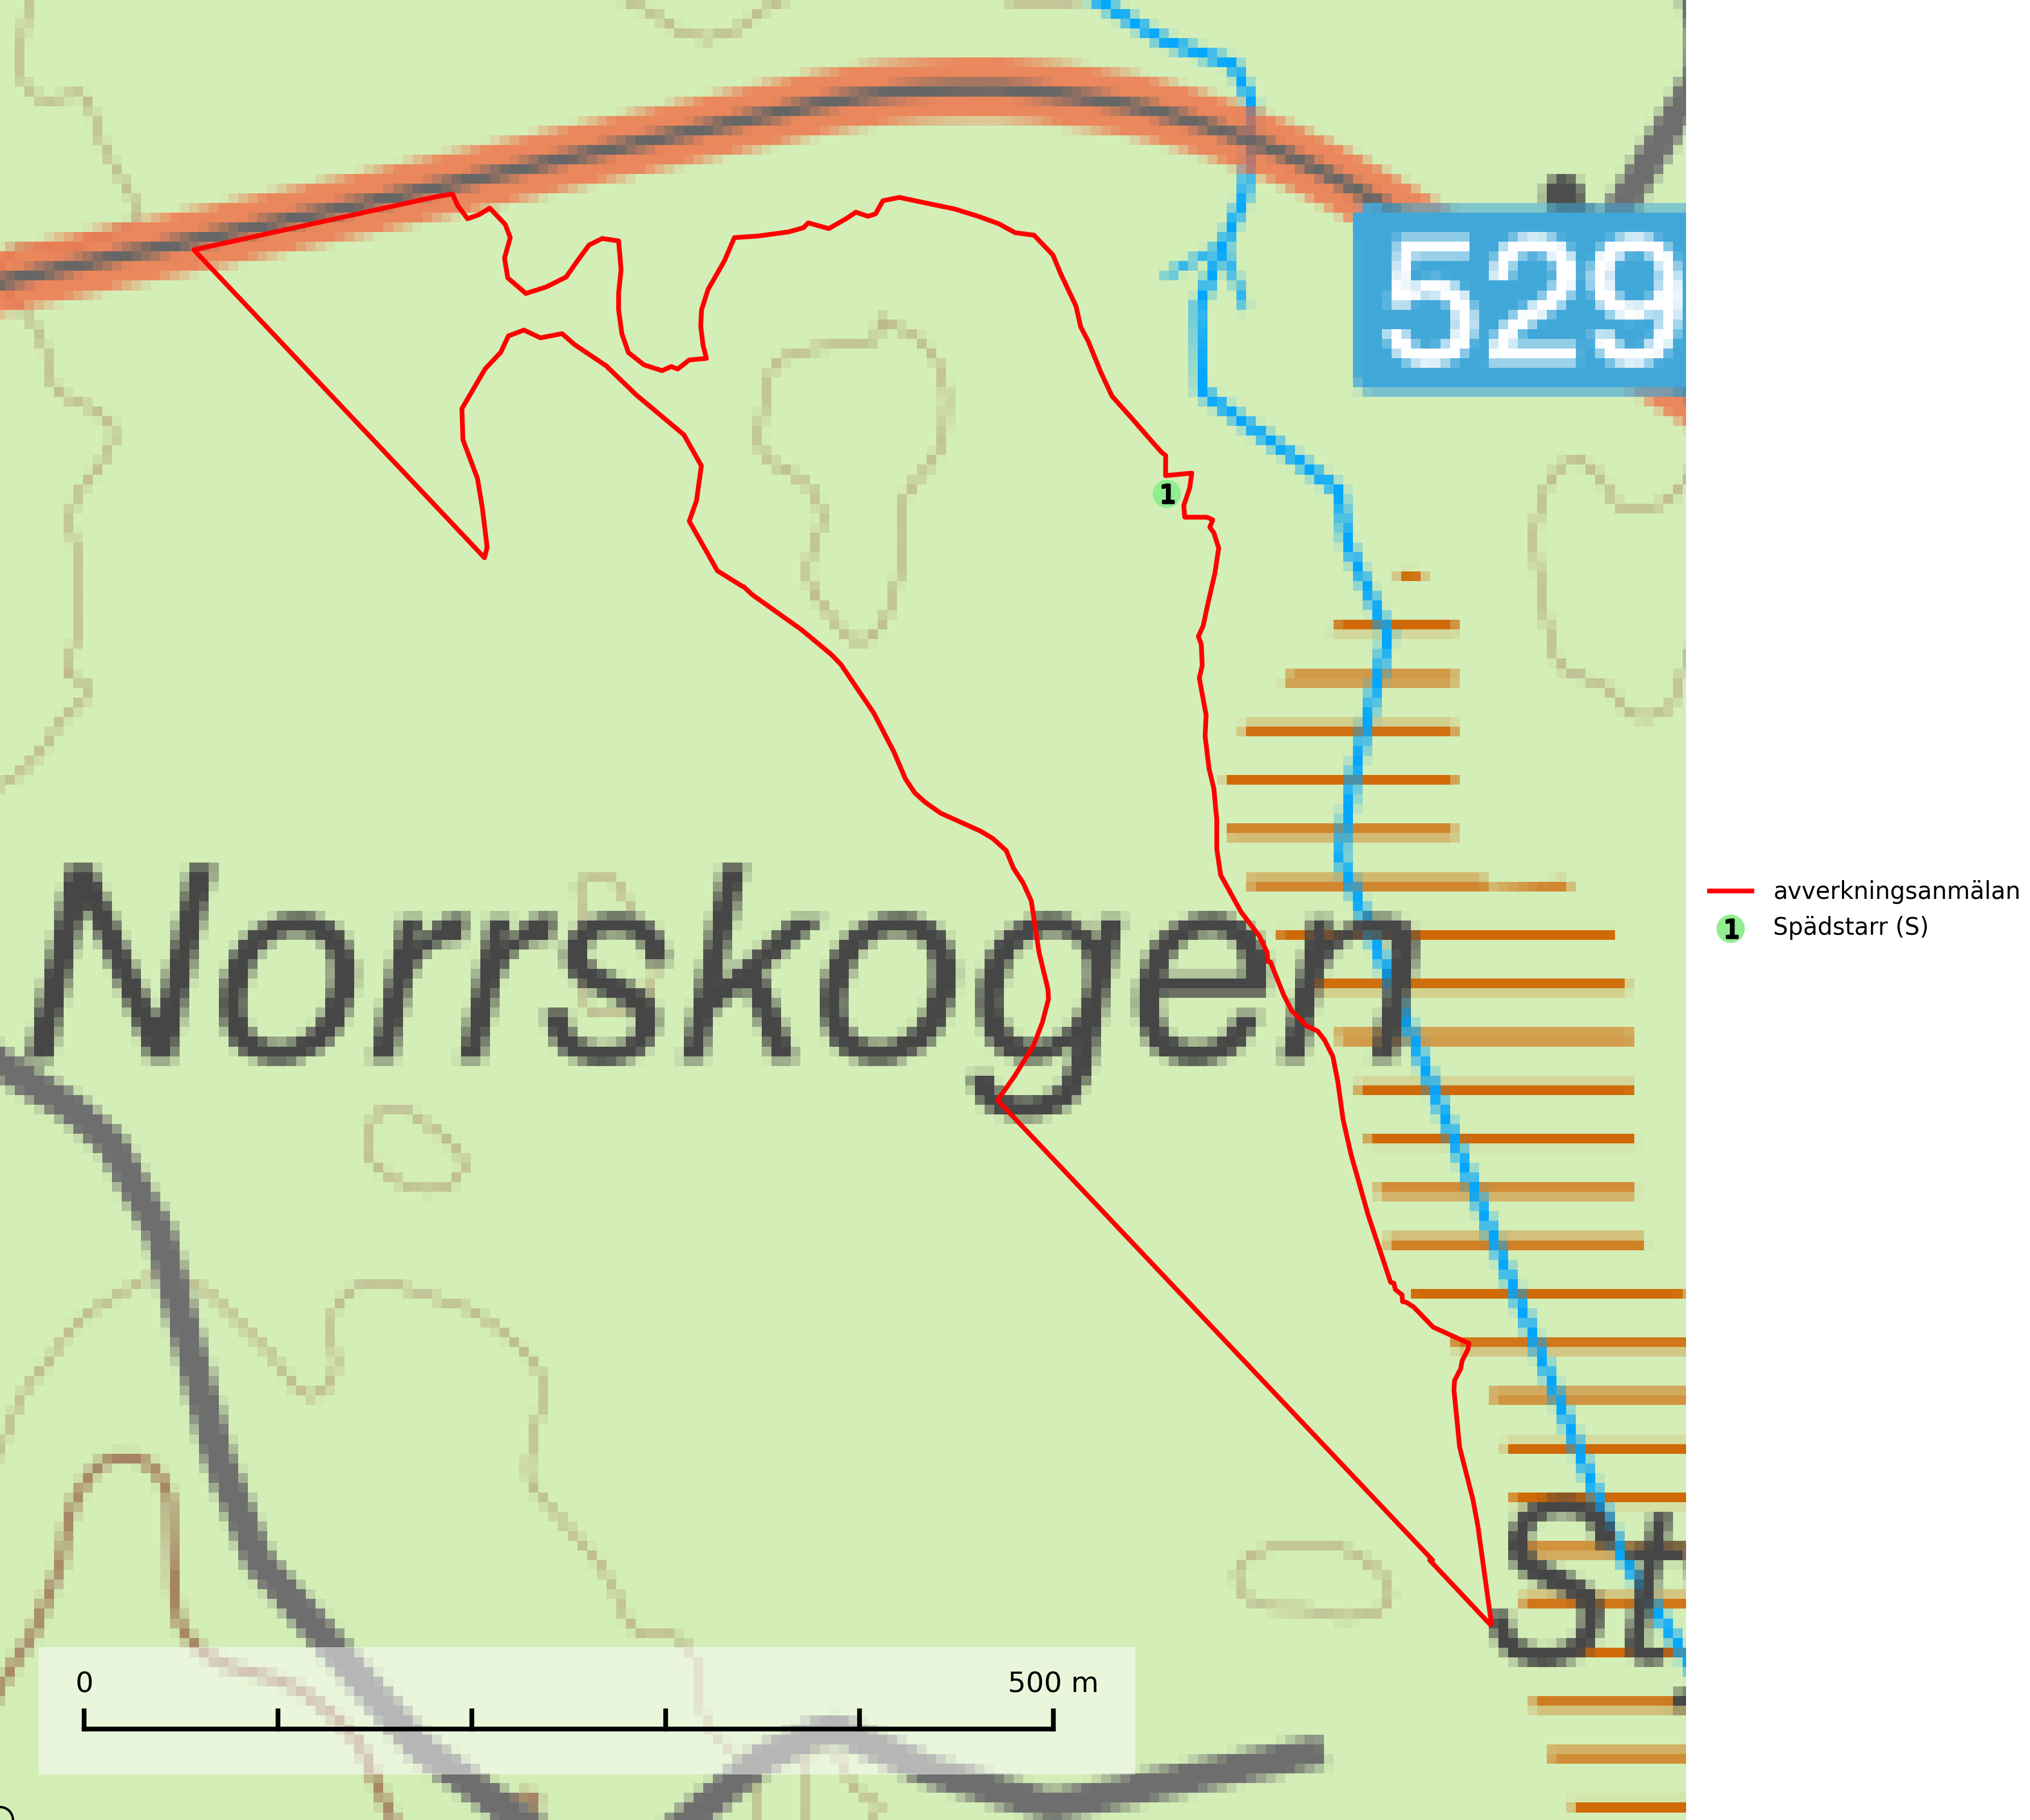 529
1
Norrskogen
avverkningsanmälan
1 Spädstarr (S)
St
0 500 m